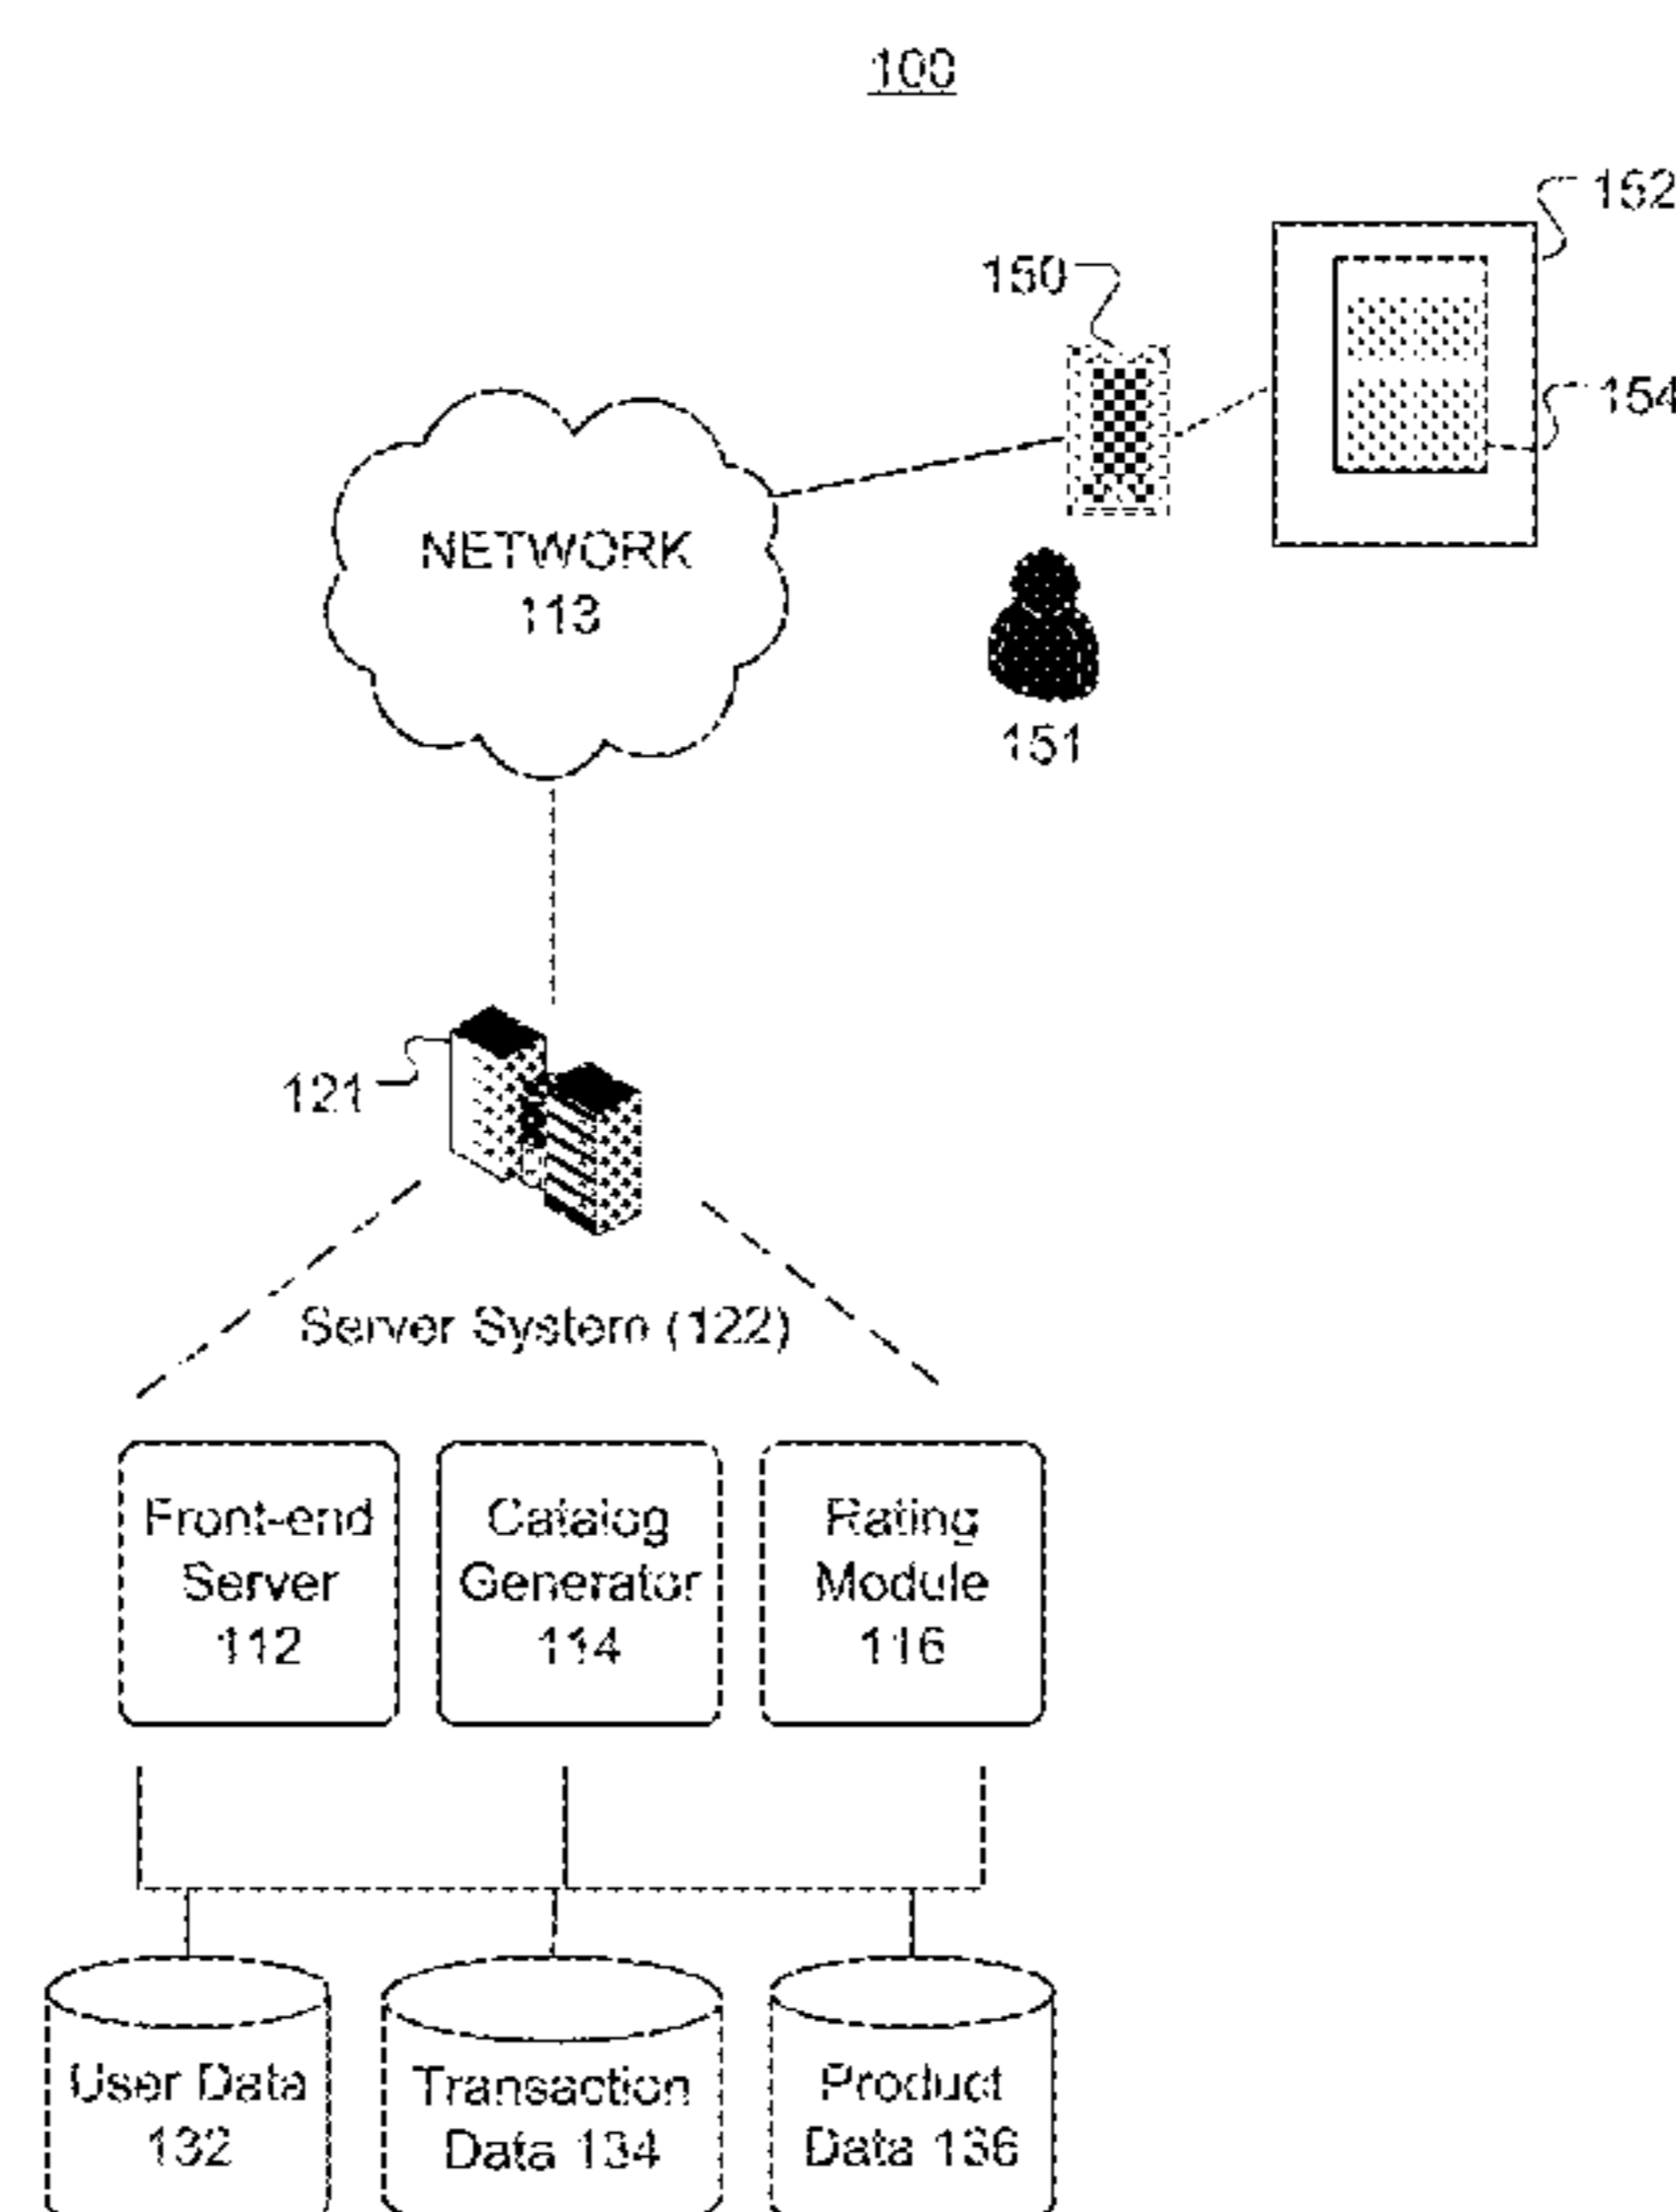 100
152
150
154
NETWORK
113
151
121
Server System (122)
Front-end
Server
112
Catalog
Generator
114
Rating
Module
116
User Data
132
Transaction
Data 134
Product
Data 136